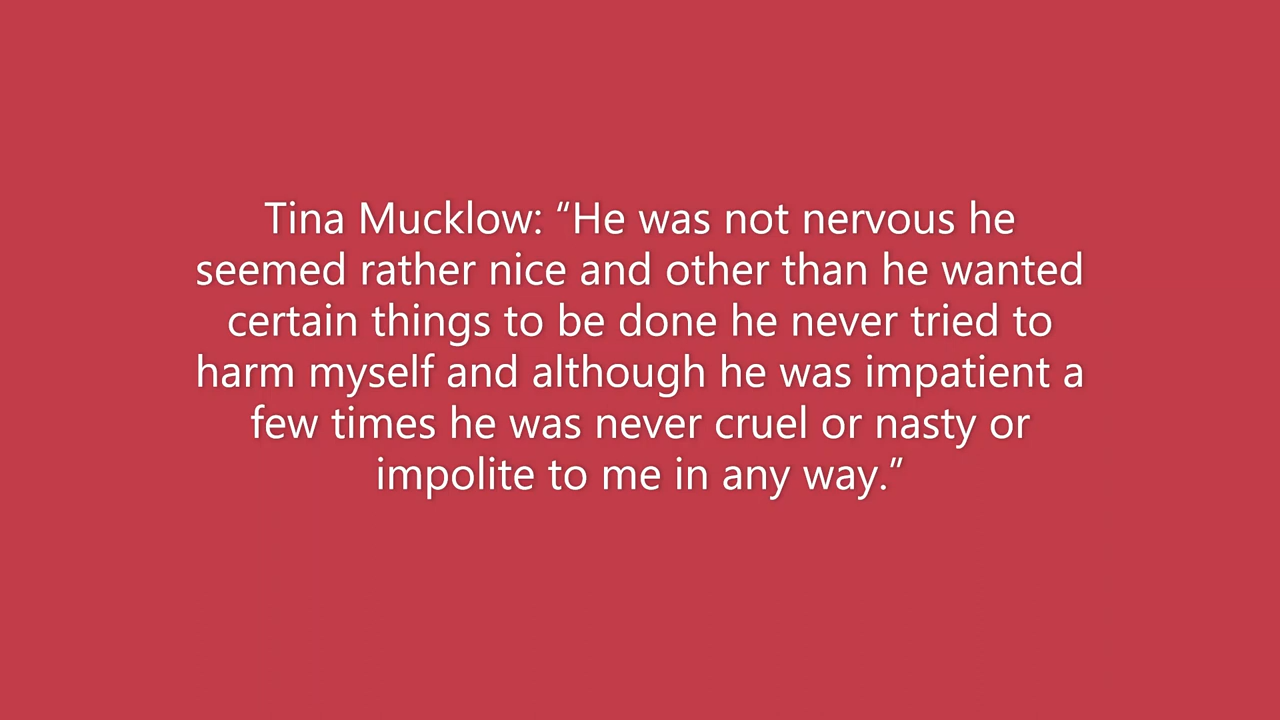 Tina Mucklow: “He was not nervous he
seemed rather nice and other than he wanted
certain things to be done he never tried to
harm myself and although he was impatient a
few times he was never cruel or nasty or
impolite to me in any way.”